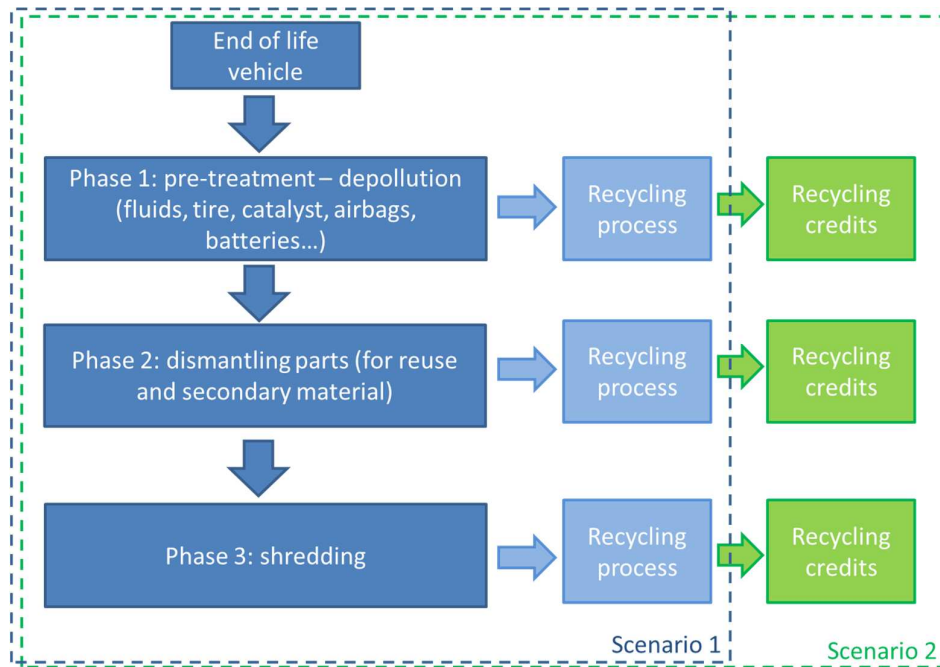 End of life
vehicle
Phase 1: pre-treatment – depollution
(fluids, tire, catalyst, airbags,
batteries...)
Recycling
process
Recycling
credits
Phase 2: dismantling parts (for reuse
and secondary material)
Recycling
process
Recycling
credits
Phase 3: shredding
Recycling
process
Recycling
credits
Scenario 1
Scenario 2